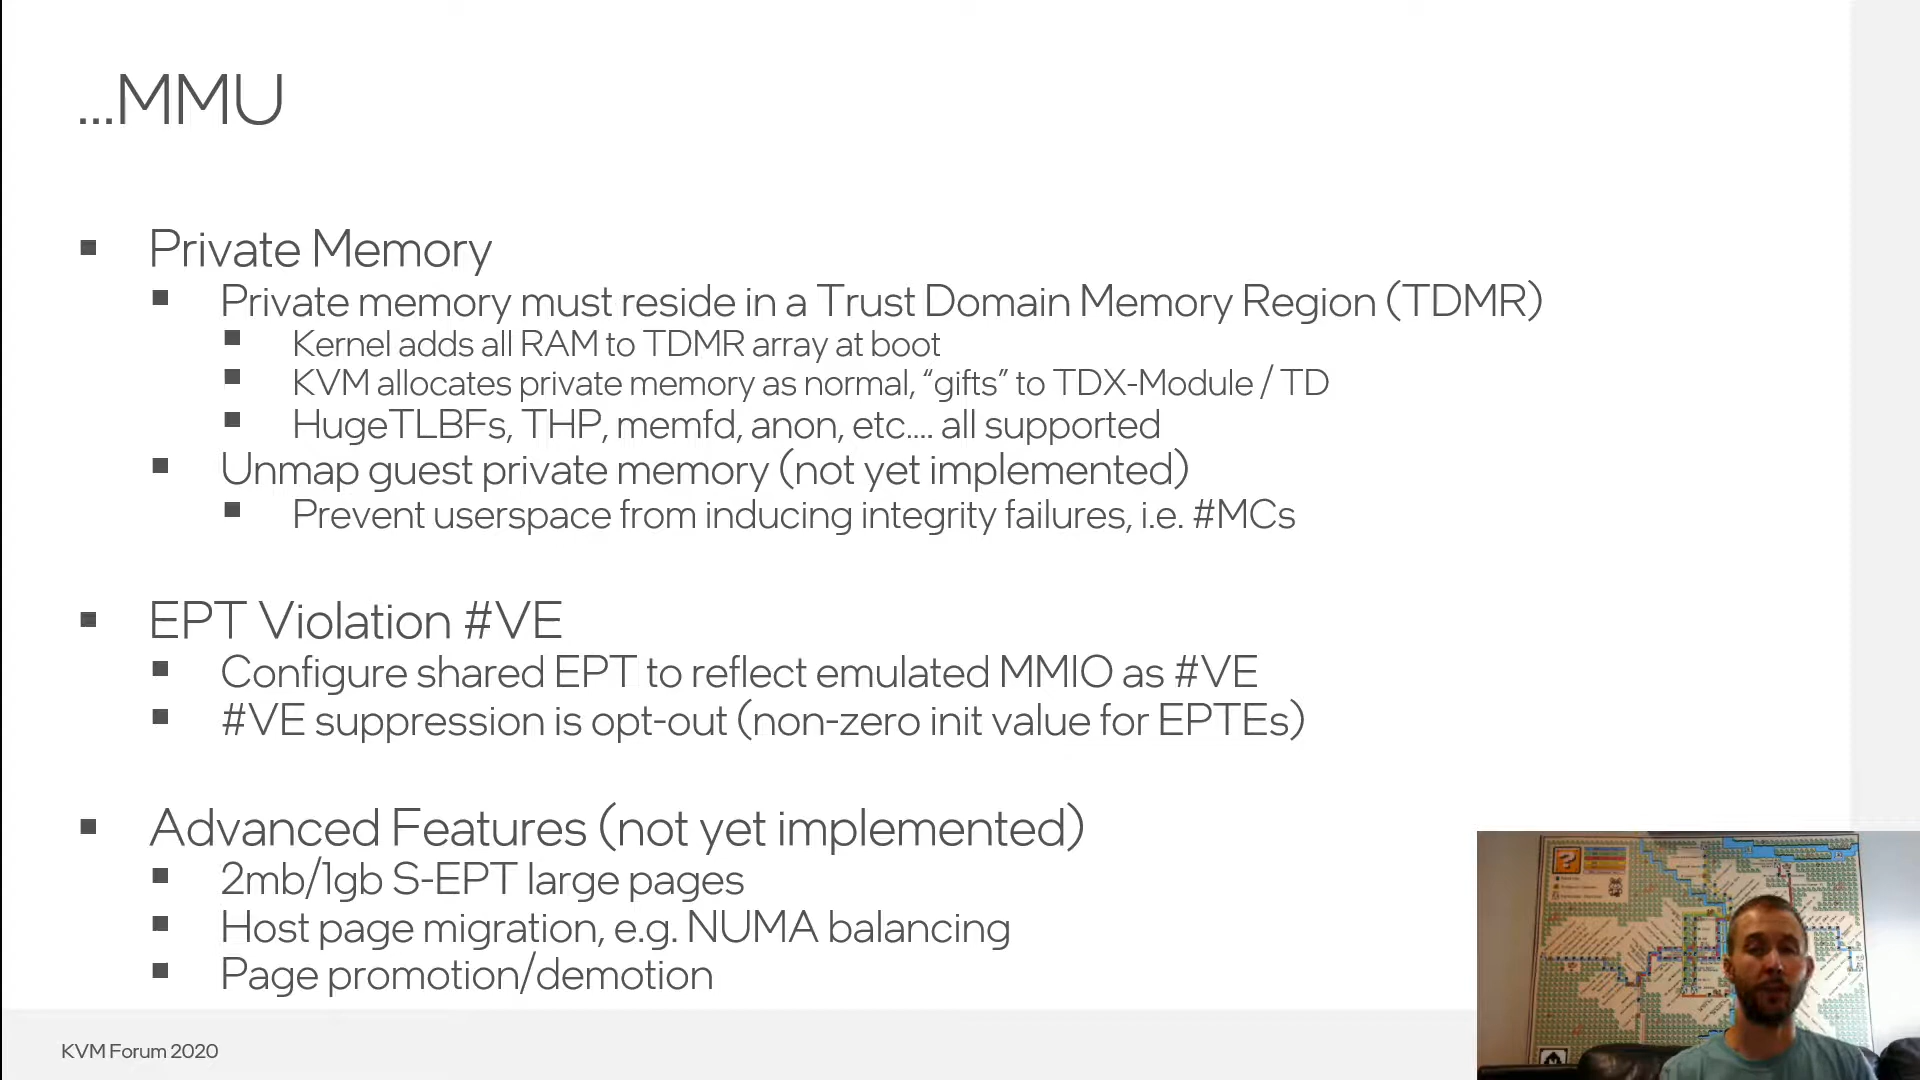 ...MMU
Private Memory
Private memory must reside in a Trust Domain Memory Region (TDMR)
Kernel adds all RAM to TDMR array at boot
KVM allocates private memory as normal, “gifts” to TDX-Module / TD
HugeTLBFs, THP, memfd, anon, etc.... all supported
Unmap guest private memory (not yet implemented)
Prevent userspace from inducing integrity failures, i.e. #MCs
EPT Violation #VE
Configure shared EPT to reflect emulated MMIO as #VE
#VE suppression is opt-out (non-zero init value for EPTEs)
Advanced Features (not yet implemented)
2mb/1gb S-EPT large pages
Host page migration, e.g. NUMA balancing
Page promotion/demotion
KVM Forum 2020